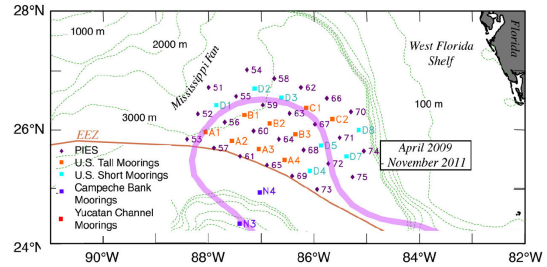 28°N
1000 m
2000 m
Mississippi Fan
West Florida
Shelf
Florida
54
58
51
D2
62
55
D3
66
D1
59
C1
70
52
B1
63
C2
56
67
D8
26°N
3000 m
A1
60
B2
B3
71
EEZ
53
A2
64
D5
57
A3
68
D7
74
61
A4
72
65
D4
69
75
N4
73
N3
100 m
April 2009
- November 2011
PIES
U.S. Tall Moorings
U.S. Short Moorings
Campeche Bank
Moorings
Yucatan Channel
Moorings
24°N
90°W
88°W
86°W
84°W
82°W